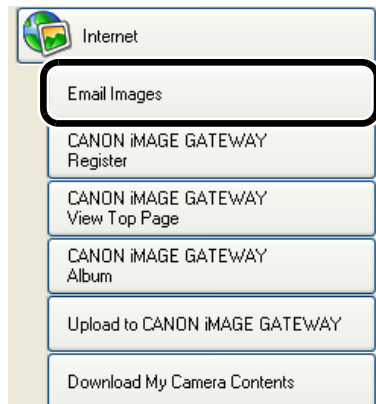 Internet
Email Images
CANON iMAGE GATEWAY
Register
CANON iMAGE GATEWAY
View Top Page
CANON iMAGE GATEWAY
Album
Upload to CANON iMAGE GATEWAY
Download My Camera Contents